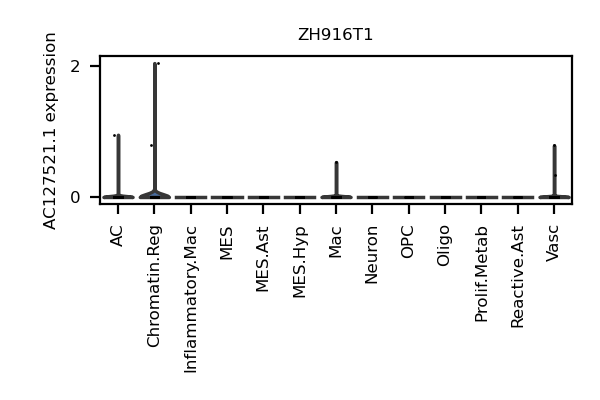 ZH916T1
AC127521.1 expression
2
0
AC
Chromatin.Reg
Inflammatory.Mac
MES
MES.Ast
MES.Hyp
Mac
Neuron
OPC
Oligo
Prolif.Metab
Reactive.Ast
Vasc